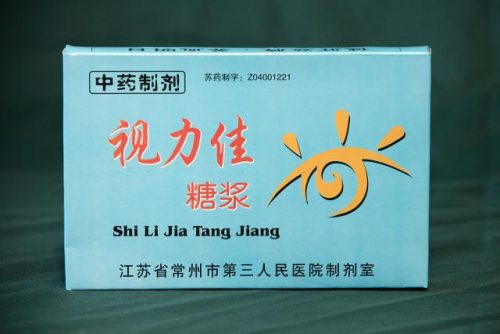 中药制剂
苏药制字：Z04001221
视力佳
糖浆
Shi Li Jia Tang Jiang
江苏省常州市第三人民医院制剂室